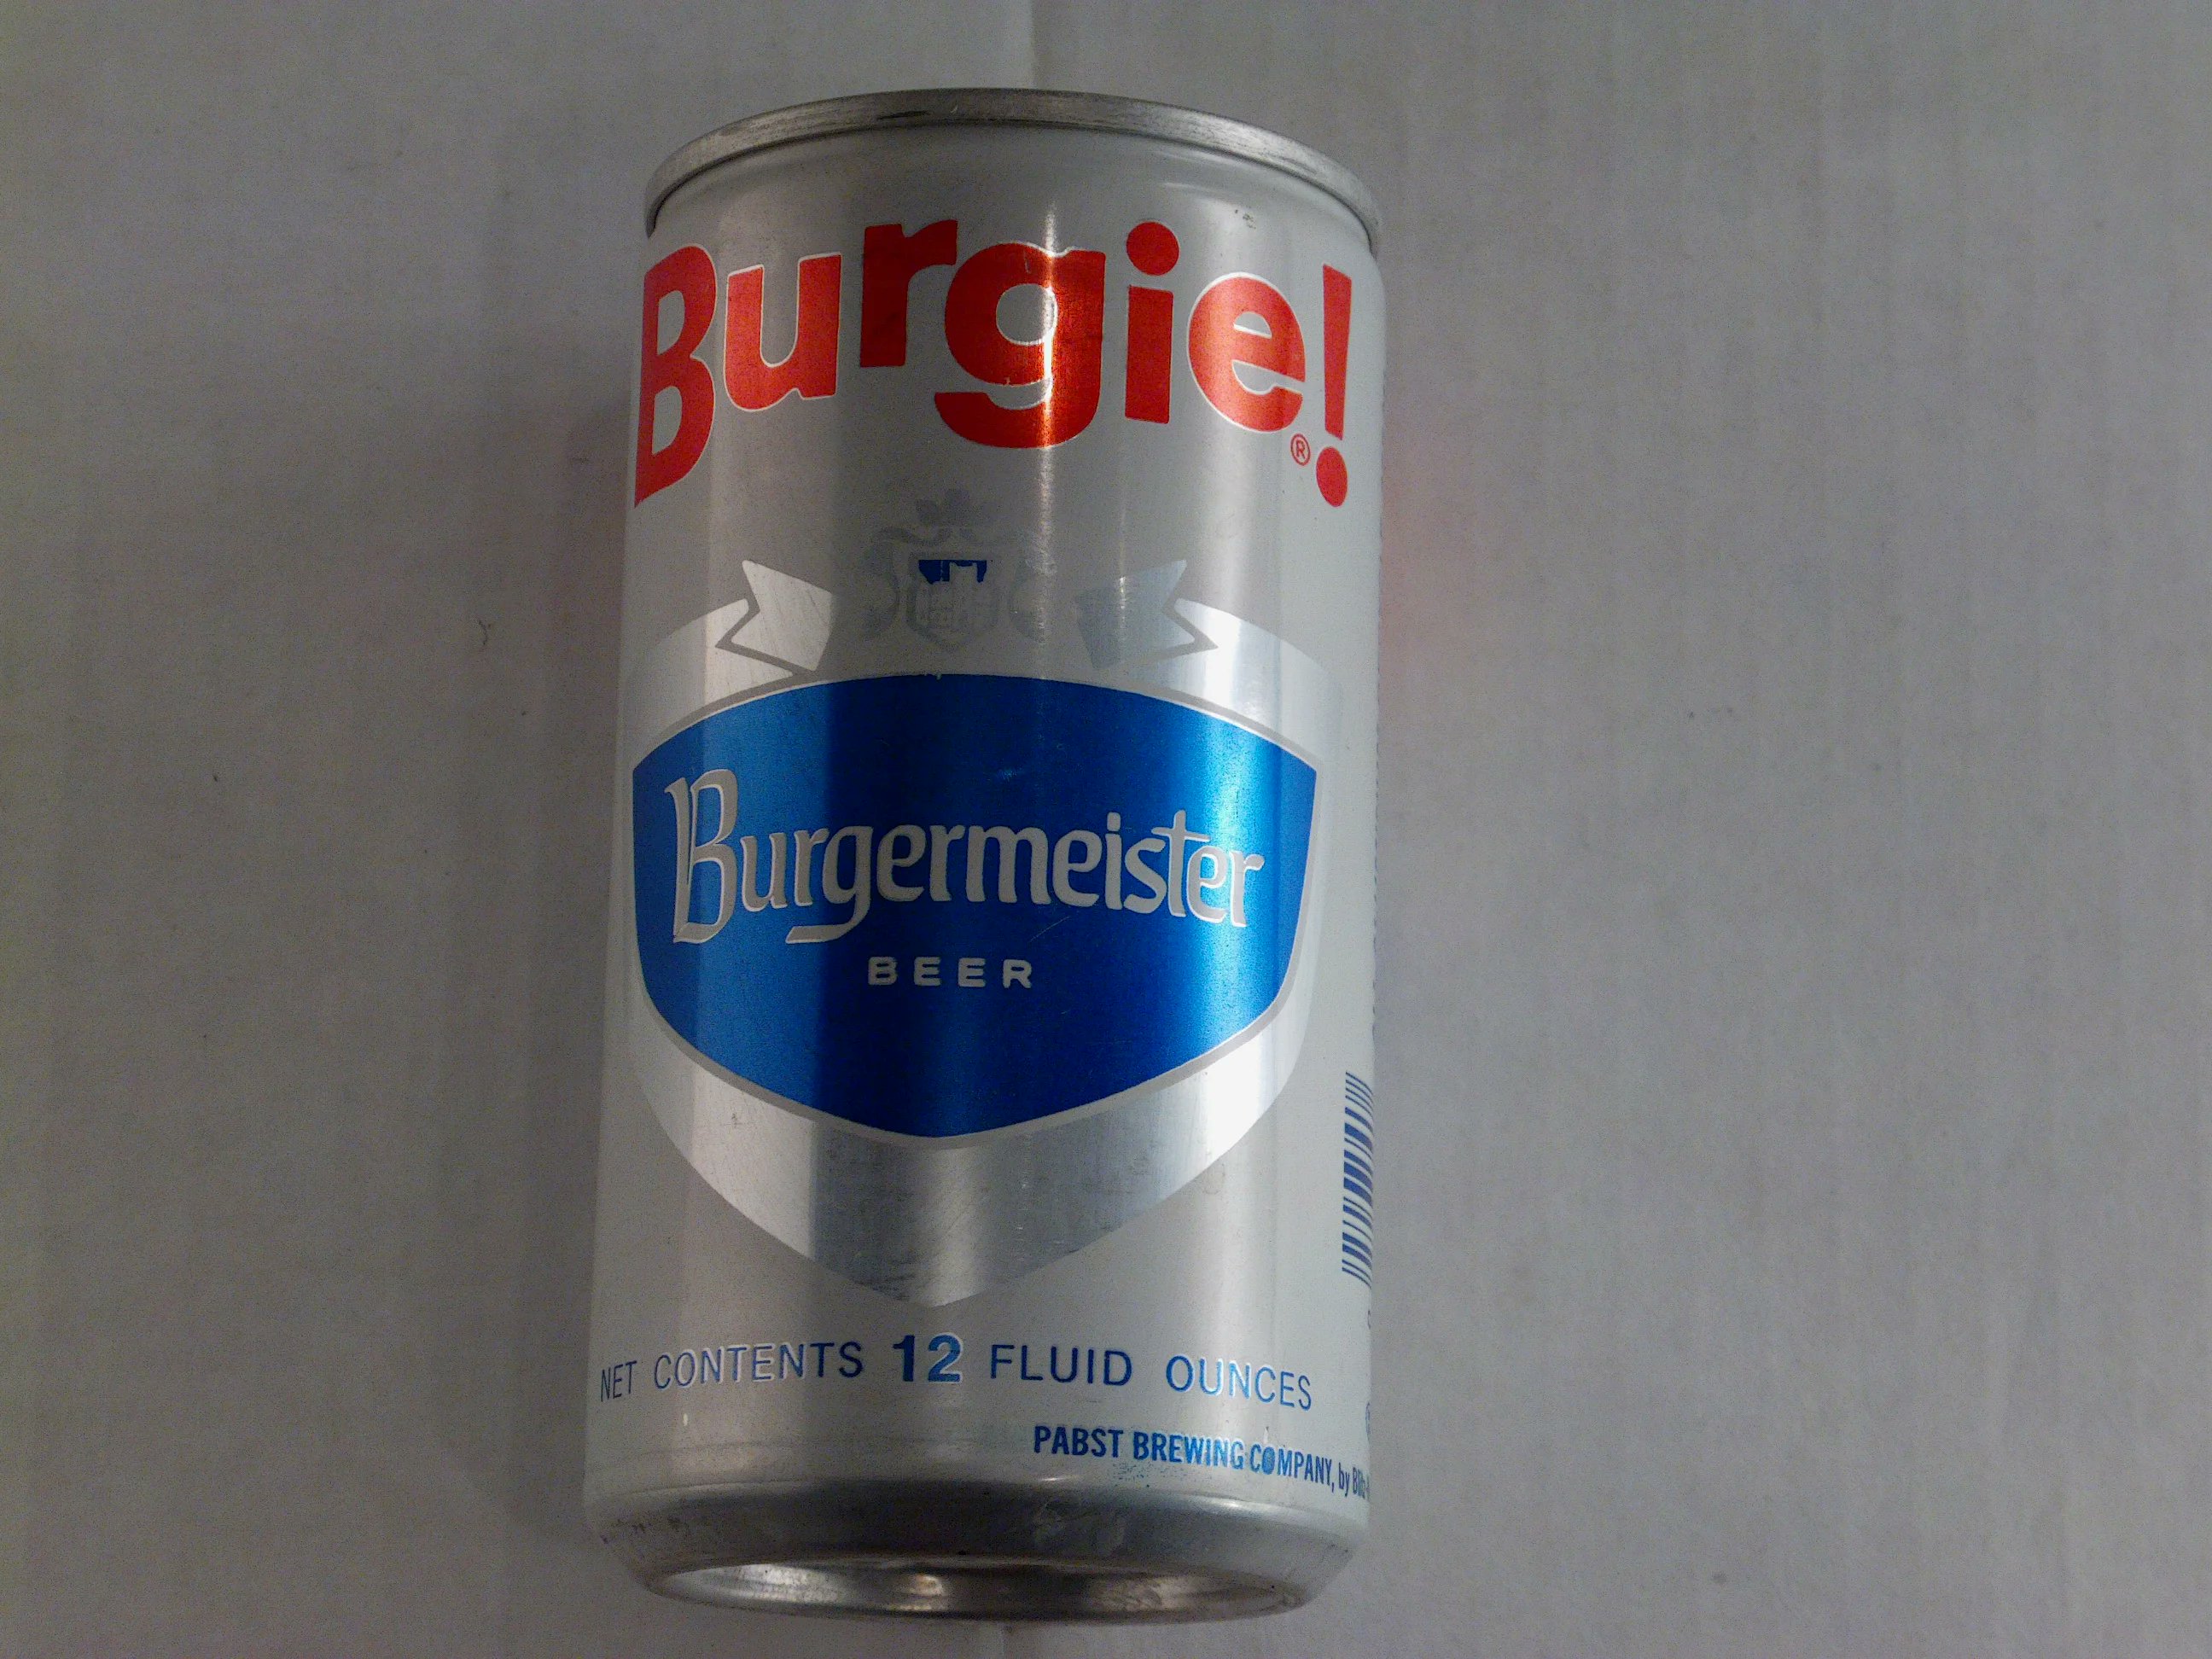 Burgie!®
Burgermeister
BEER
NET CONTENTS 12 FLUID OUNCES
PABST BREWING COMPANY, by